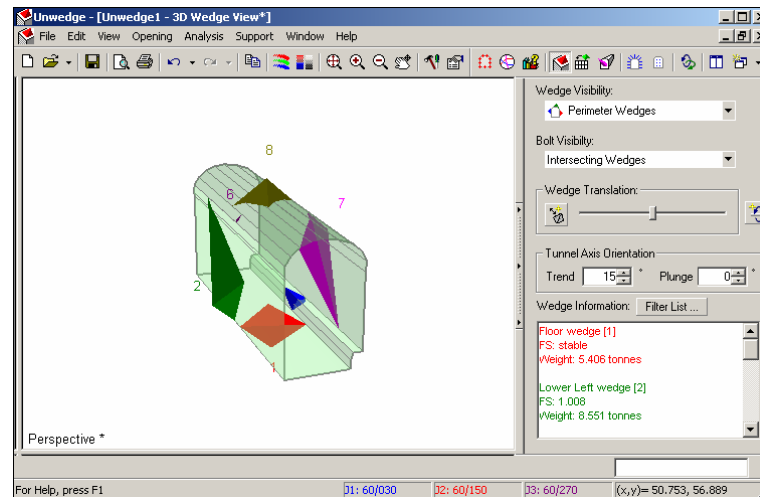 Unwedge - [Unwedge1 - 3D Wedge View*]
File Edit View Opening Analysis Support Window Help
Wedge Visibility:
Perimeter Wedges
Bolt Visibilty:
Intersecting Wedges
Wedge Translation:
Tunnel Axis Orientation
Trend 15 ° Plunge 0 °
Wedge Information: Filter List ...
Floor wedge [1]
FS: stable
Weight: 5.406 tonnes
Lower Left wedge [2]
FS: 1.008
Weight: 8.551 tonnes
8
6
7
2
1
Perspective *
For Help, press F1 J1: 60/030 J2: 60/150 J3: 60/270 (x,y)= 50.753, 56.889